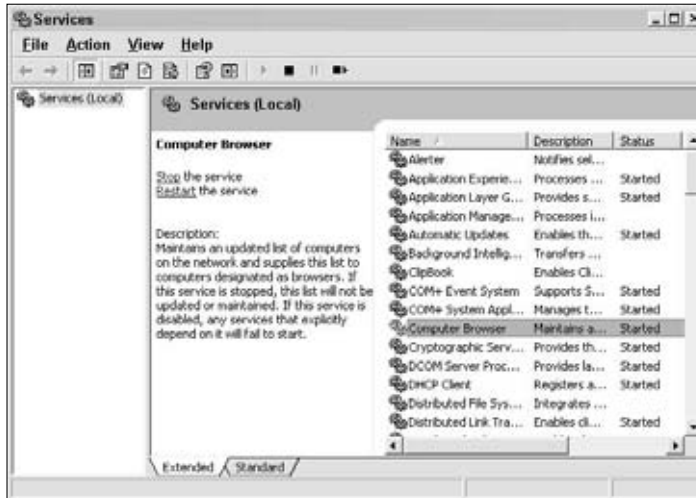 Services
File Action View Help
Services (Local)
Services (Local)
Computer Browser
Stop the service
Restart the service
Description:
Maintains an updated list of computers
on the network and supplies this list to
computers designated as browsers. If
this service is stopped, this list will not be
updated or maintained. If this service is
disabled, any services that explicitly
depend on it will fail to start.
Name Description Status
Alerter Notifies sel...
Application Experie... Processes ... Started
Application Layer G... Provides s... Started
Application Manage... Processes i...
Automatic Updates Enables th... Started
Background Intellig... Transfers ...
ClipBook Enables Cli...
COM+ Event System Supports S... Started
COM+ System Appl... Manages t... Started
Computer Browser Maintains a... Started
Cryptographic Serv... Provides th... Started
DCOM Server Proc... Provides la... Started
DHCP Client Registers a... Started
Distributed File Sys... Integrates ...
Distributed Link Tra... Enables cli... Started
Extended Standard